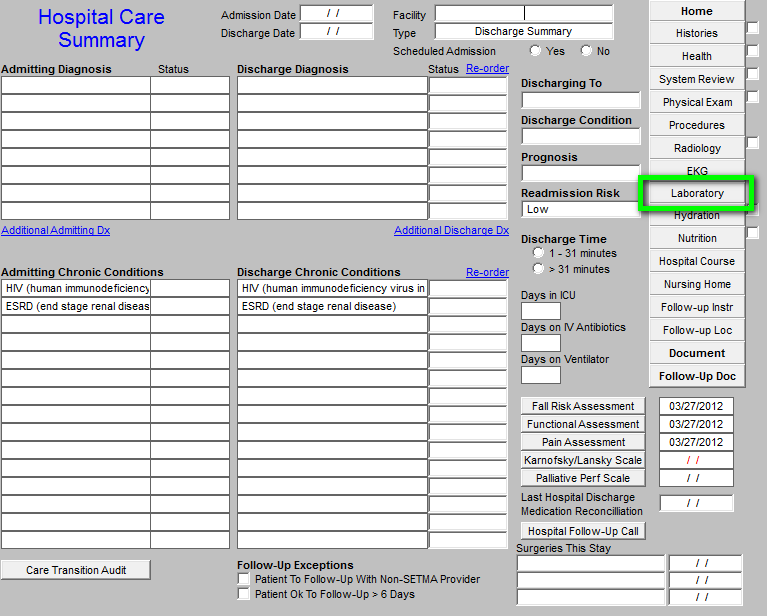 Hospital Care
Summary
Admission Date / /
Discharge Date / /
Facility
Type Discharge Summary
Scheduled Admission Yes No
Admitting Diagnosis Status
Discharge Diagnosis Status Re-order
Additional Admitting Dx
Additional Discharge Dx
Admitting Chronic Conditions
HIV (human immunodeficiency
ESRD (end stage renal diseas
Discharge Chronic Conditions Re-order
HIV (human immunodeficiency virus in
ESRD (end stage renal disease)
Discharging To
Discharge Condition
Prognosis
Readmission Risk
Low
Discharge Time
1 - 31 minutes
> 31 minutes
Days in ICU
Days on IV Antibiotics
Days on Ventilator
Home
Histories
Health
System Review
Physical Exam
Procedures
Radiology
EKG
Laboratory
Hydration
Nutrition
Hospital Course
Nursing Home
Follow-up Instr
Follow-up Loc
Document
Follow-Up Doc
Fall Risk Assessment 03/27/2012
Functional Assessment 03/27/2012
Pain Assessment 03/27/2012
Karnofsky/Lansky Scale / /
Palliative Perf Scale / /
Last Hospital Discharge
Medication Reconcilliation / /
Hospital Follow-Up Call
Surgeries This Stay
/ /
/ /
/ /
Care Transition Audit
Follow-Up Exceptions
Patient To Follow-Up With Non-SETMA Provider
Patient Ok To Follow-Up > 6 Days